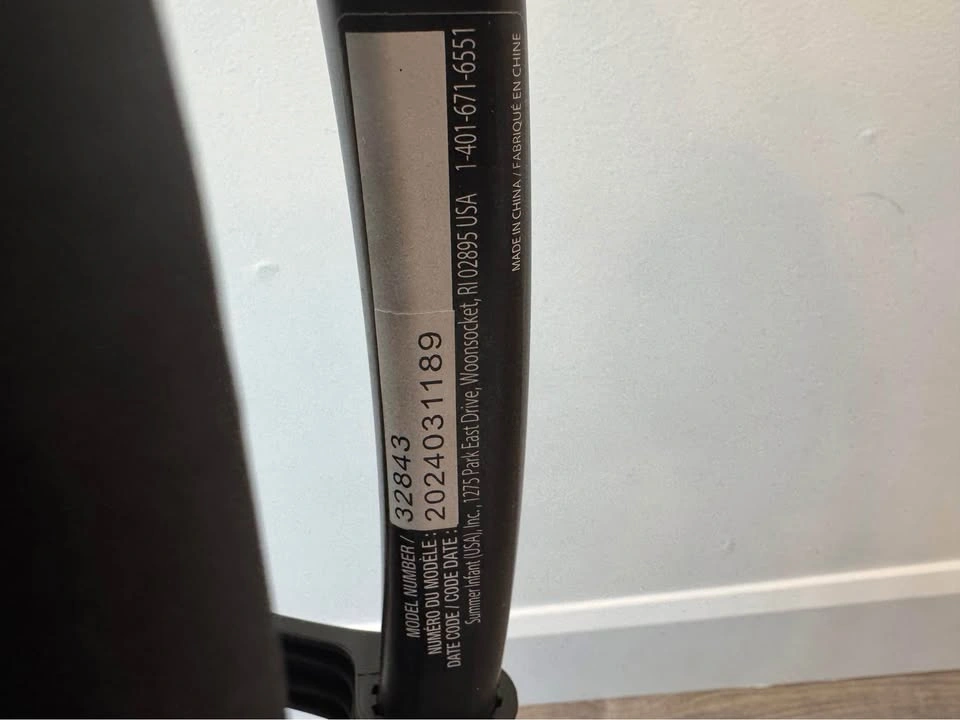 MODEL NUMBER / 32843
NUMÉRO DU MODÈLE :
DATE CODE / CODE DATE : 2024031189
Summer Infant (USA), Inc., 1275 Park East Drive, Woonsocket, RI 02895 USA 1-401-671-6551
MADE IN CHINA / FABRIQUÉ EN CHINE